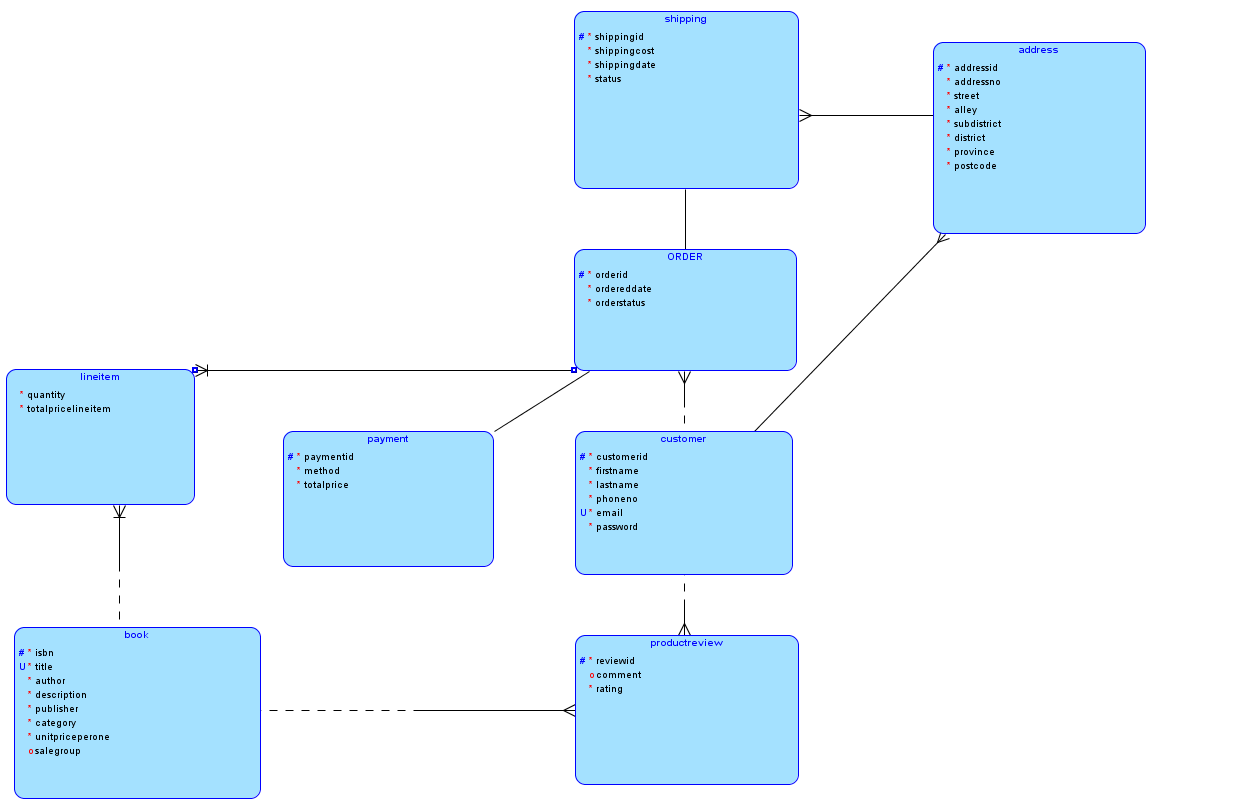 shipping
# * shippingid
* shippingcost
* shippingdate
* status
address
# * addressid
* addressno
* street
* alley
* subdistrict
* district
* province
* postcode
ORDER
# * orderid
* ordereddate
* orderstatus
lineitem
* quantity
* totalpricelineitem
payment
# * paymentid
* method
* totalprice
customer
# * customerid
* firstname
* lastname
* phoneno
U * email
* password
book
# * isbn
U * title
* author
* description
* publisher
* category
* unitpriceperone
o salegroup
productreview
# * reviewid
o comment
* rating